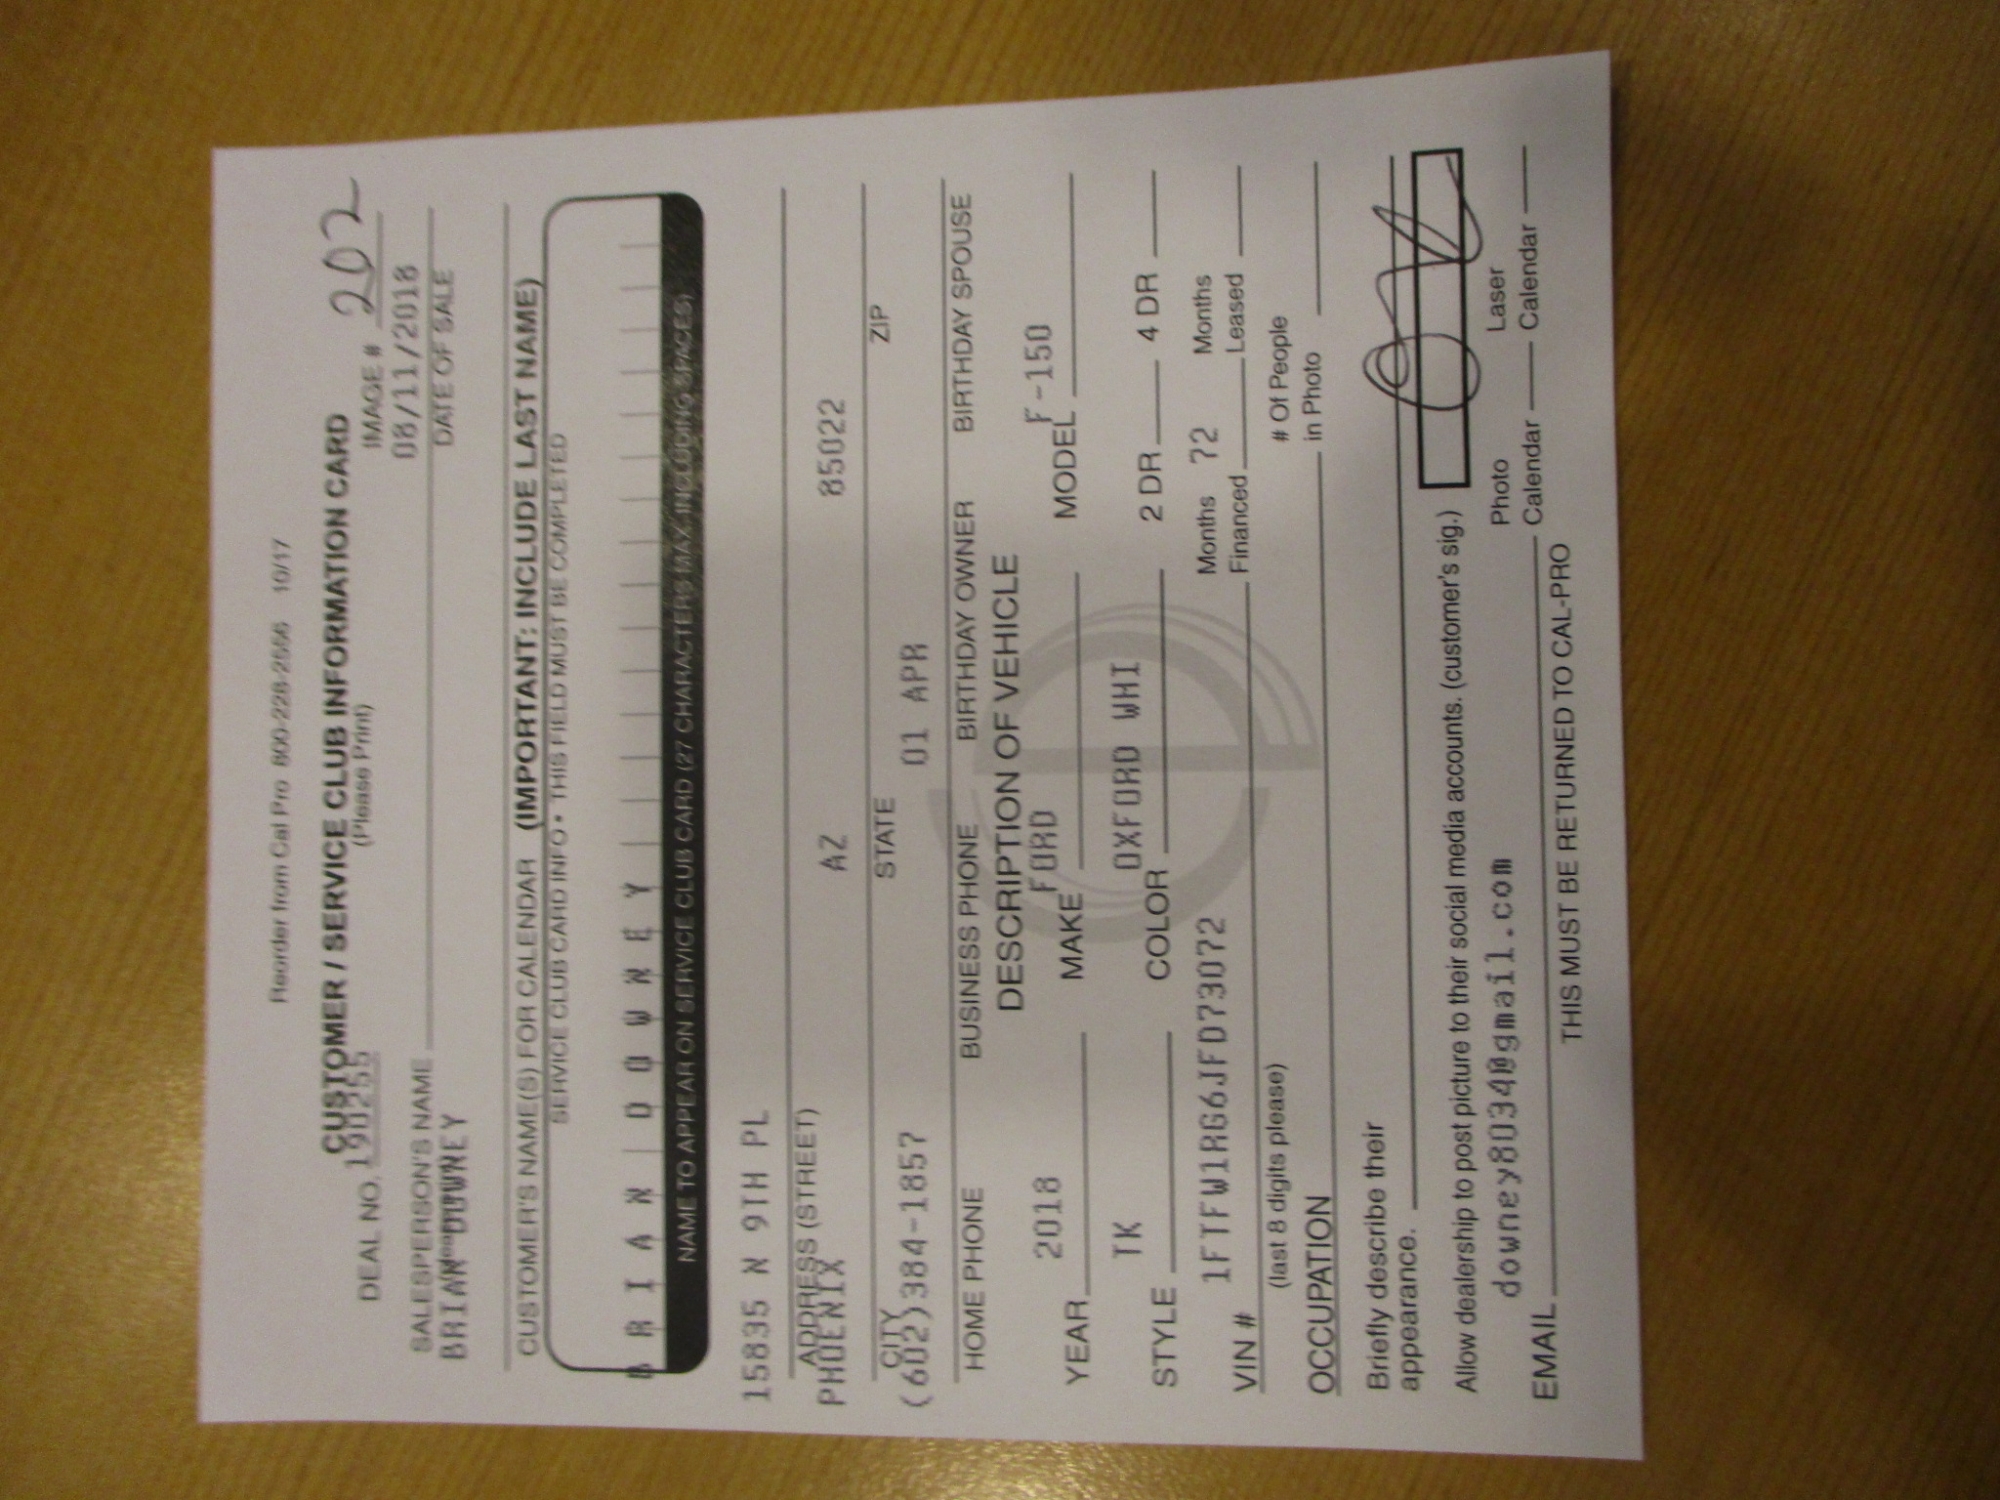 Reorder from Cal Pro 800-228-2556 10/17
CUSTOMER / SERVICE CLUB INFORMATION CARD
(Please Print)
DEAL NO. 190255 IMAGE # 202
08/11/2018
SALESPERSON'S NAME DATE OF SALE
BRIAN DOWNEY
CUSTOMER'S NAME(S) FOR CALENDAR (IMPORTANT: INCLUDE LAST NAME)
SERVICE CLUB CARD INFO • THIS FIELD MUST BE COMPLETED
BRIAN DOWNEY
NAME TO APPEAR ON SERVICE CLUB CARD (27 CHARACTERS MAX INCLUDING SPACES)
15835 N 9TH PL
ADDRESS (STREET)
PHOENIX AZ 85022
CITY STATE ZIP
(602)384-1857 01 APR
HOME PHONE BUSINESS PHONE BIRTHDAY OWNER BIRTHDAY SPOUSE
DESCRIPTION OF VEHICLE
YEAR 2018 MAKE FORD MODEL F-150
STYLE TK COLOR OXFORD WHI 2 DR 4 DR
VIN # 1FTFW1RG6JFD73072 Months Financed 72 Months Leased
(last 8 digits please)
OCCUPATION # Of People in Photo
Briefly describe their
appearance.
Allow dealership to post picture to their social media accounts. (customer's sig.)
EMAIL downey80349@gmail.com Photo Calendar Laser Calendar
THIS MUST BE RETURNED TO CAL-PRO